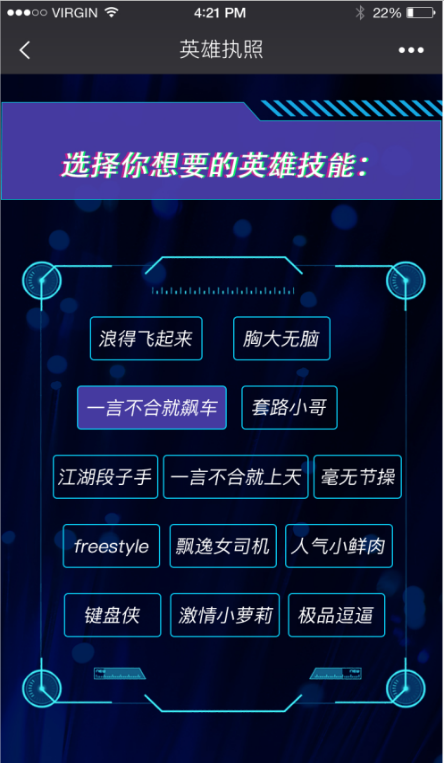 VIRGIN 4:21 PM 22%
英雄执照
选择你想要的英雄技能：
浪得飞起来 胸大无脑
一言不合就飙车 套路小哥
江湖段子手 一言不合就上天 毫无节操
freestyle 飘逸女司机 人气小鲜肉
键盘侠 激情小萝莉 极品逗逼